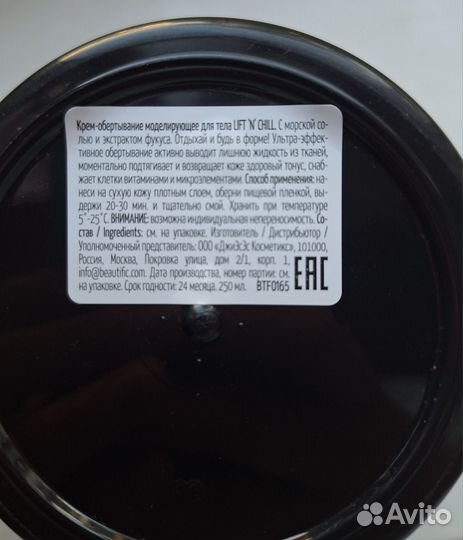 Крем-обертывание моделирующее для тела LIFT 'N' CHILL. С морской со-
лью и экстрактом фукуса. Отдыхай и будь в форме! Ультра-эффек-
тивное обертывание активно выводит лишнюю жидкость из тканей,
моментально подтягивает и возвращает коже здоровый тонус, снаб-
жает клетки витаминами и микроэлементами. Способ применения: на-
неси на сухую кожу плотным слоем, оберни пищевой пленкой, вы-
держи 20-30 мин. и тщательно смой. Хранить при температуре
5°-25°С. ВНИМАНИЕ: возможна индивидуальная непереносимость. Со-
став / Ingredients: см. на упаковке. Изготовитель / Дистрибьютор /
Уполномоченный представитель: ООО «ДжиЭсЭс Косметикс», 101000,
Россия, Москва, Покровка улица, дом 2/1, корп. 1,
info@beautific.com. Дата производства, номер партии: см.
на упаковке. Срок годности: 24 месяца. 250 мл. BTF0165
EAC
Avito